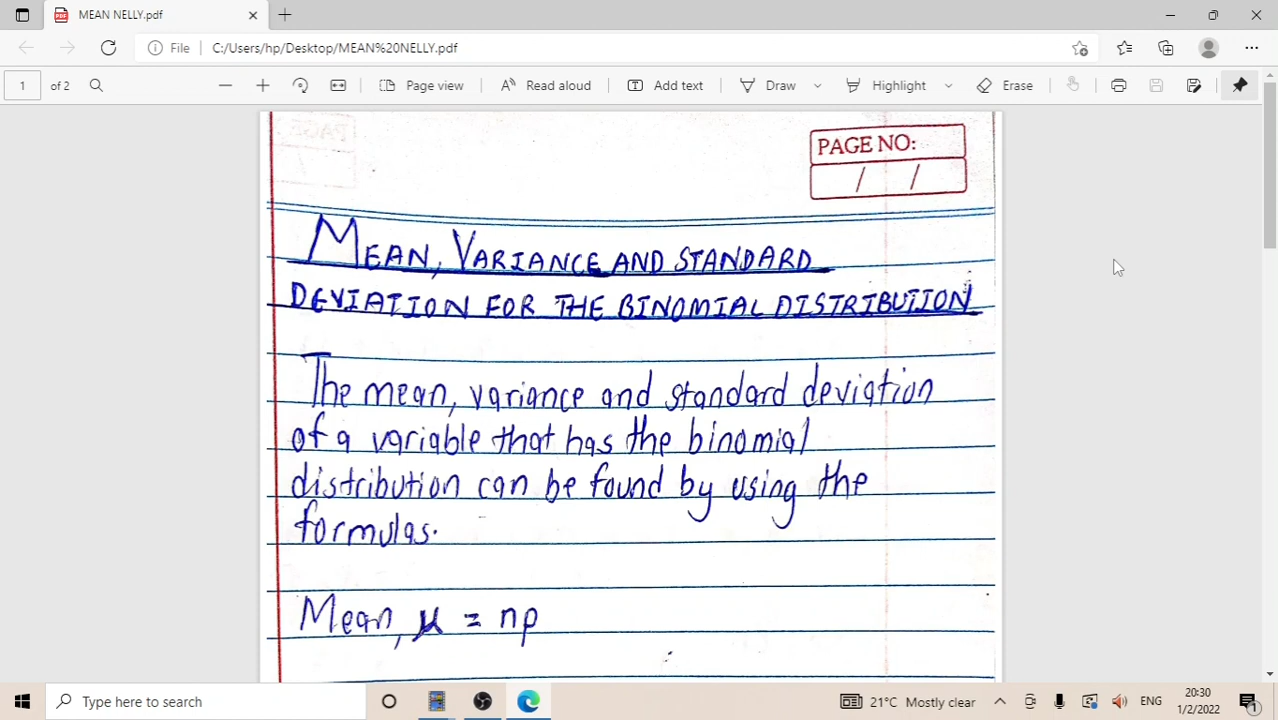 MEAN NELLY.pdf
File C:/Users/hp/Desktop/MEAN%20NELLY.pdf
1 of 2 Page view Read aloud Add text Draw Highlight Erase
PAGE NO:
/ /
MEAN, VARIANCE AND STANDARD
DEVIATION FOR THE BINOMIAL DISTRIBUTION
The mean, variance and standard deviation
of a variable that has the binomial
distribution can be found by using the
formulas.
Mean, μ = np
Type here to search 21°C Mostly clear ENG 20:30
1/2/2022 1